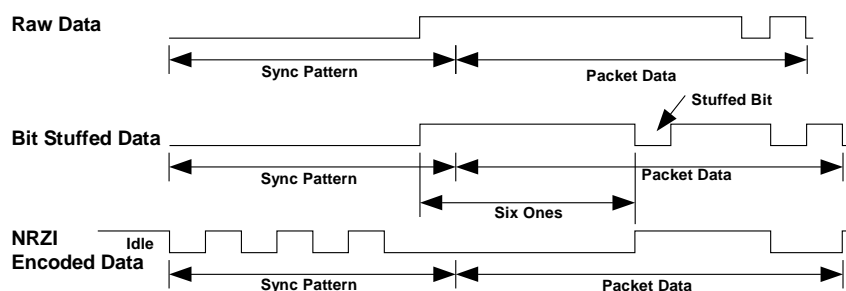 Raw Data
Sync Pattern
Packet Data
Stuffed Bit
Bit Stuffed Data
Sync Pattern
Packet Data
Six Ones
NRZI
Idle
Encoded Data
Sync Pattern
Packet Data